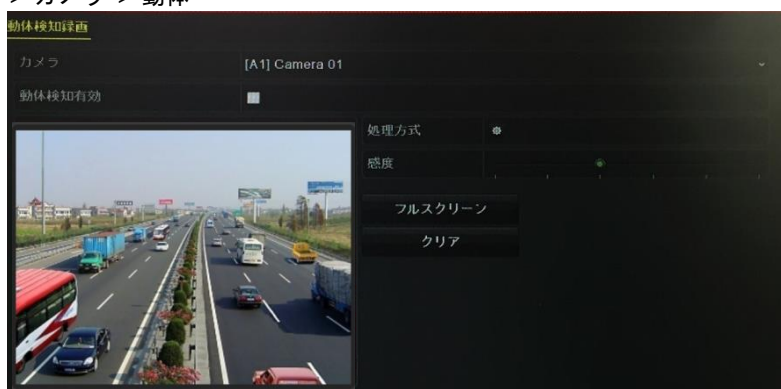 > カメラ > 動体
動体検知録画
カメラ [A1] Camera 01
動体検知有効
処理方式
感度
フルスクリーン
クリア